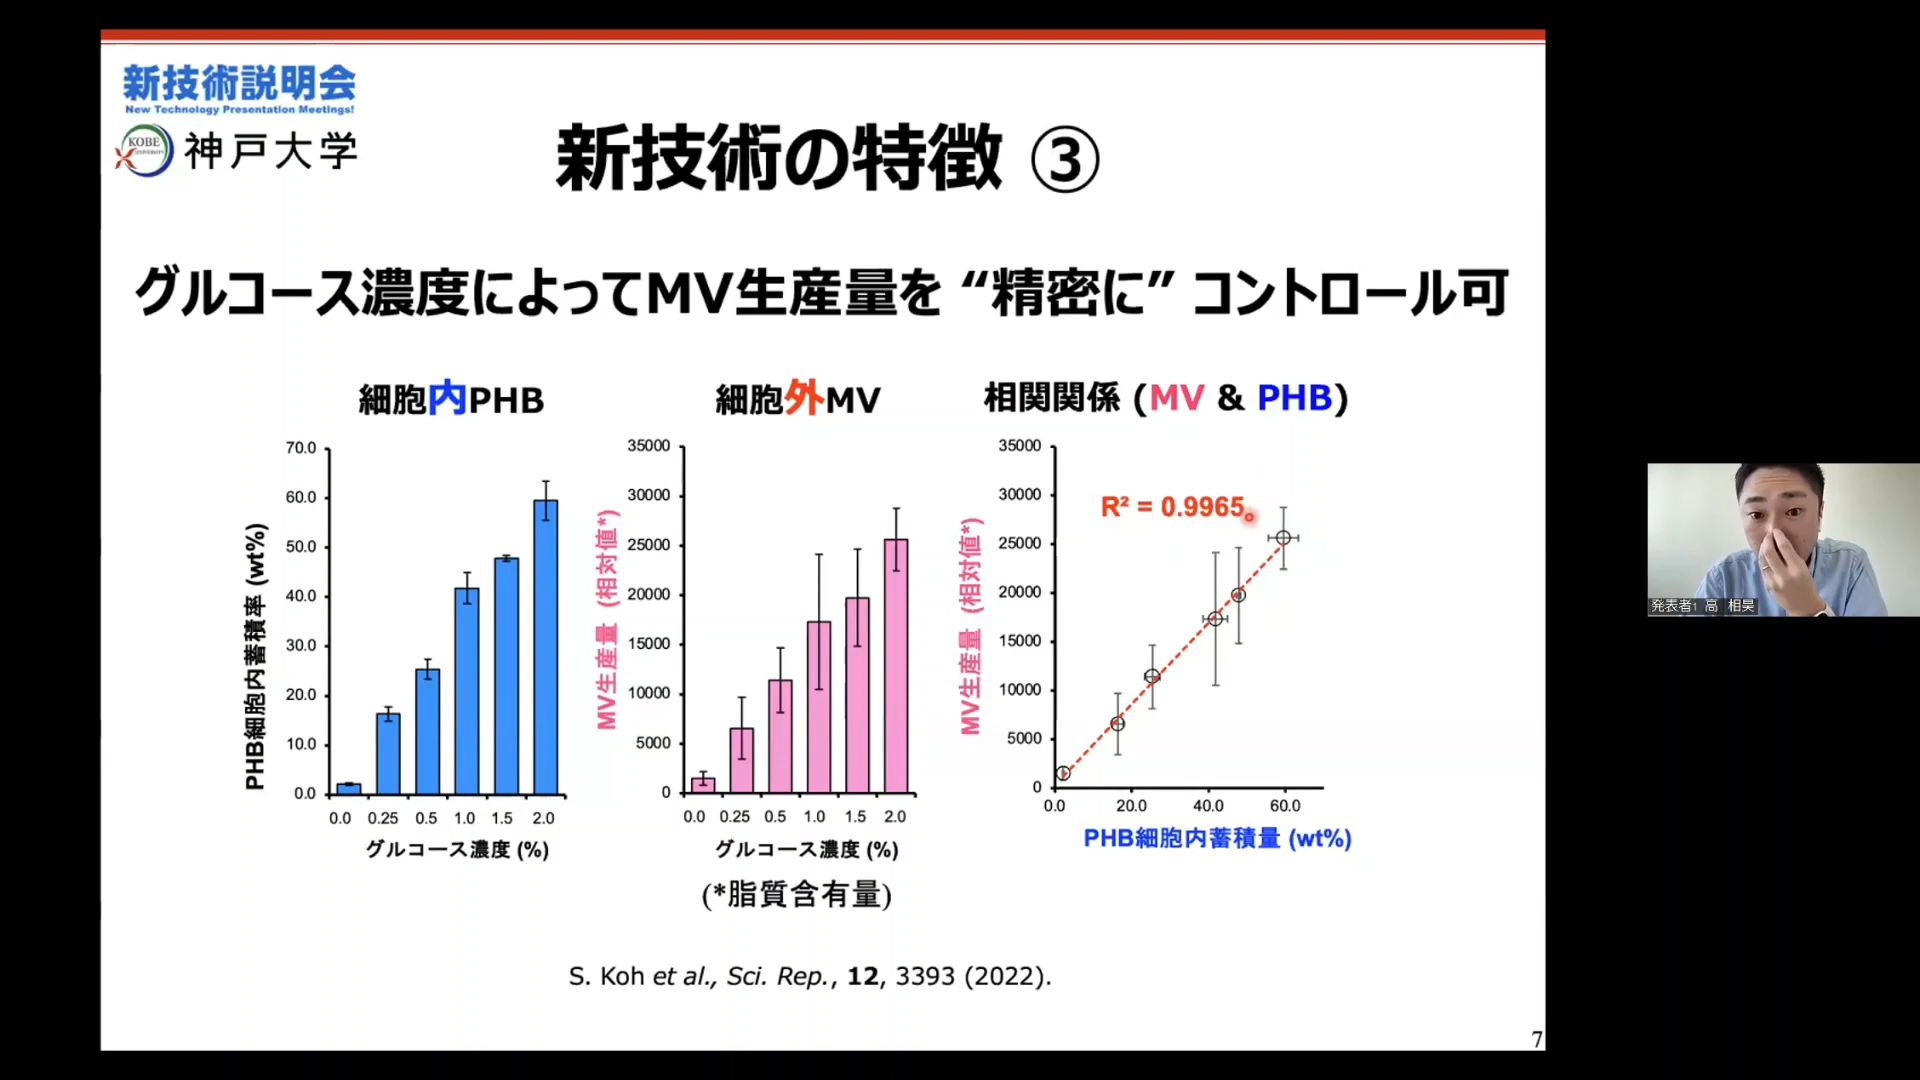 新技術説明会
New Technology Presentation Meetings!
KOBE
神戸大学
新技術の特徴 ③
グルコース濃度によってMV生産量を “精密に” コントロール可
細胞内PHB
PHB細胞内蓄積率 (wt%)
70.0
60.0
50.0
40.0
30.0
20.0
10.0
0.0
0.0 0.25 0.5 1.0 1.5 2.0
グルコース濃度 (%)
細胞外MV
MV生産量 (相対値*)
35000
30000
25000
20000
15000
10000
5000
0
0.0 0.25 0.5 1.0 1.5 2.0
グルコース濃度 (%)
(*脂質含有量)
相関関係 (MV & PHB)
MV生産量 (相対値*)
35000
30000
25000
20000
15000
10000
5000
0
R² = 0.9965
0.0 20.0 40.0 60.0
PHB細胞内蓄積量 (wt%)
発表者1 高 相昊
S. Koh et al., Sci. Rep., 12, 3393 (2022).
7